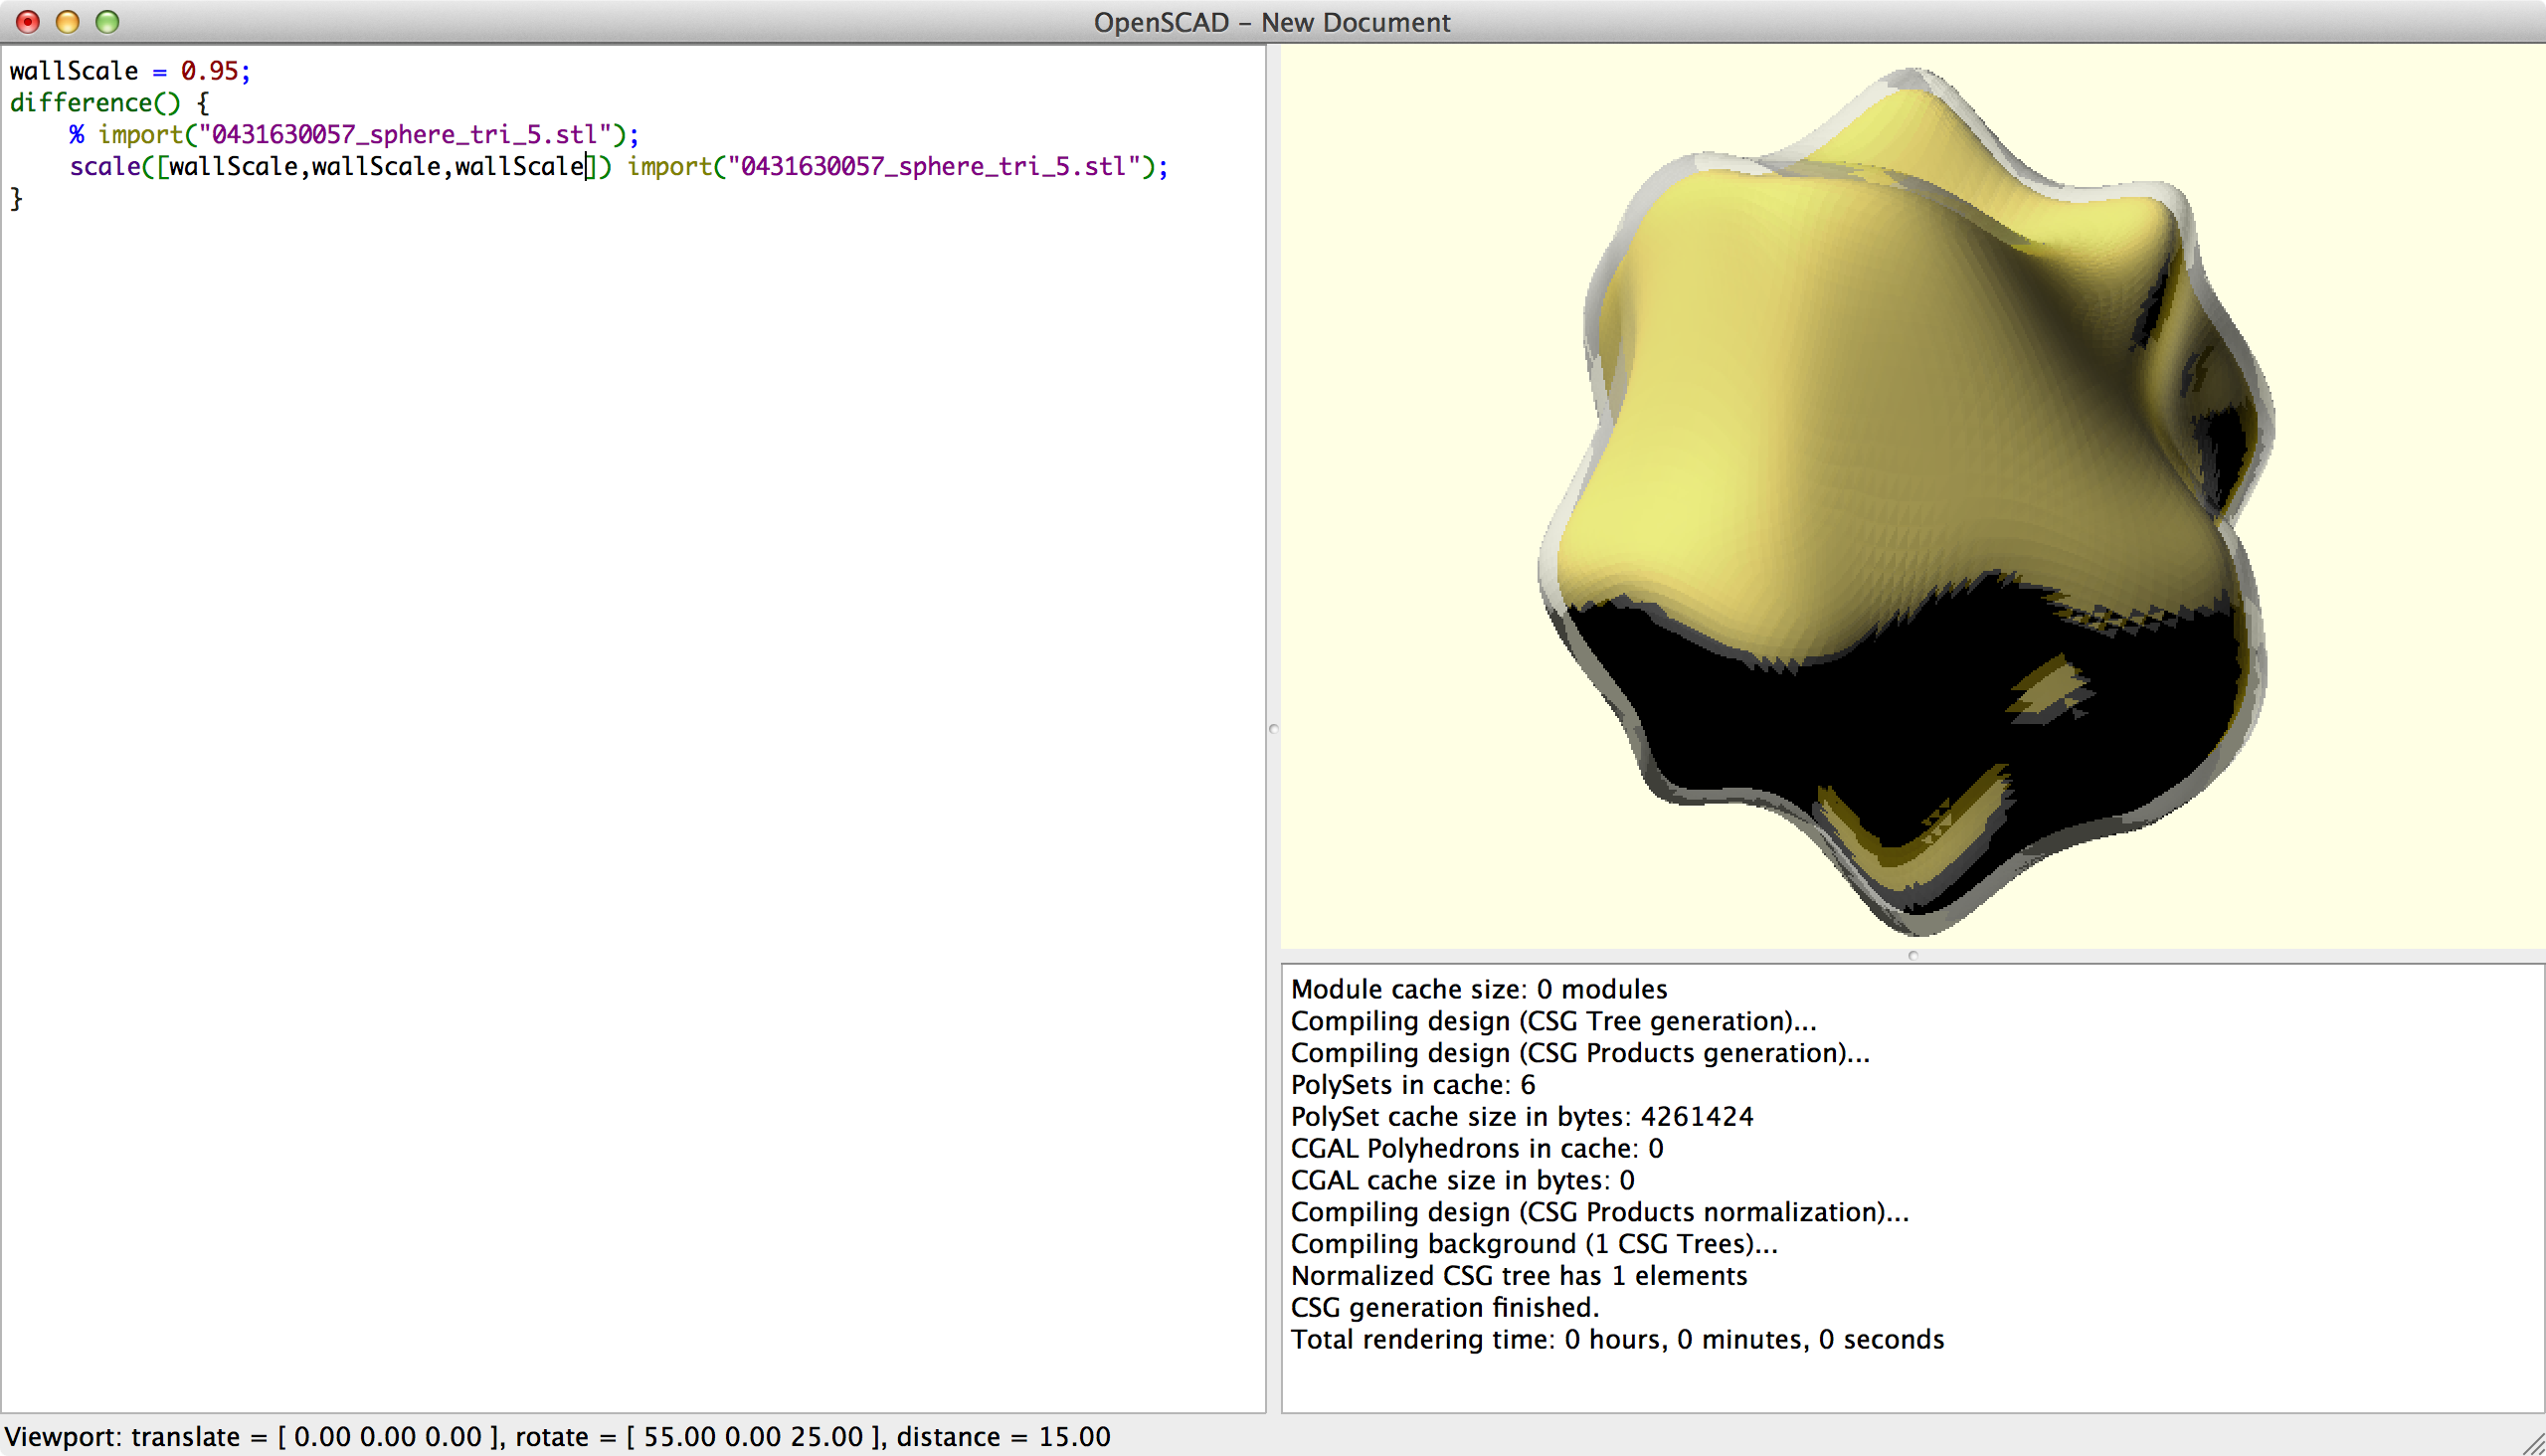 OpenSCAD – New Document
wallScale = 0.95;
difference() {
    % import("0431630057_sphere_tri_5.stl");
    scale([wallScale,wallScale,wallScale]) import("0431630057_sphere_tri_5.stl");
}
Module cache size: 0 modules
Compiling design (CSG Tree generation)...
Compiling design (CSG Products generation)...
PolySets in cache: 6
PolySet cache size in bytes: 4261424
CGAL Polyhedrons in cache: 0
CGAL cache size in bytes: 0
Compiling design (CSG Products normalization)...
Compiling background (1 CSG Trees)...
Normalized CSG tree has 1 elements
CSG generation finished.
Total rendering time: 0 hours, 0 minutes, 0 seconds
Viewport: translate = [ 0.00 0.00 0.00 ], rotate = [ 55.00 0.00 25.00 ], distance = 15.00